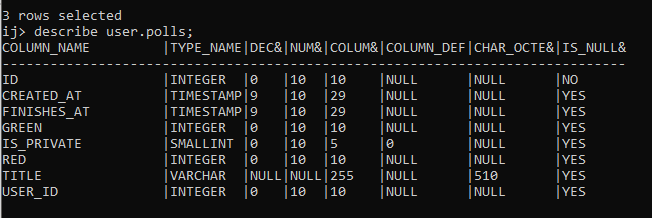 3 rows selected
ij> describe user.polls;
COLUMN_NAME         |TYPE_NAME|DEC&|NUM&|COLUM&|COLUMN_DEF|CHAR_OCTE&|IS_NULL&
------------------------------------------------------------------------------
ID                  |INTEGER  |0   |10  |10    |NULL      |NULL      |NO
CREATED_AT          |TIMESTAMP|9   |10  |29    |NULL      |NULL      |YES
FINISHES_AT         |TIMESTAMP|9   |10  |29    |NULL      |NULL      |YES
GREEN               |INTEGER  |0   |10  |10    |NULL      |NULL      |YES
IS_PRIVATE          |SMALLINT |0   |10  |5     |0         |NULL      |YES
RED                 |INTEGER  |0   |10  |10    |NULL      |NULL      |YES
TITLE               |VARCHAR  |NULL|NULL|255   |NULL      |510       |YES
USER_ID             |INTEGER  |0   |10  |10    |NULL      |NULL      |YES